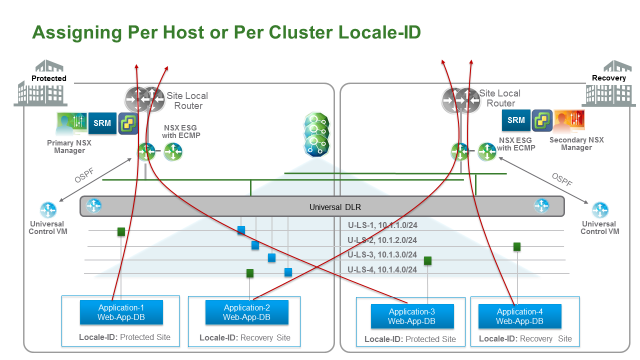 Assigning Per Host or Per Cluster Locale-ID
Protected
Recovery
Site Local
Router
Site Local
Router
SRM
Primary NSX
Manager
NSX ESG
with ECMP
SRM
NSX ESG
with ECMP
Secondary NSX
Manager
OSPF
OSPF
Universal DLR
Universal
Control VM
Universal
Control VM
U-LS-1, 10.1.1.0/24
U-LS-2, 10.1.2.0/24
U-LS-3, 10.1.3.0/24
U-LS-4, 10.1.4.0/24
Application-1
Web-App-DB
Locale-ID: Protected Site
Application-2
Web-App-DB
Locale-ID: Recovery Site
Application-3
Web-App-DB
Locale-ID: Protected Site
Application-4
Web-App-DB
Locale-ID: Recovery Site